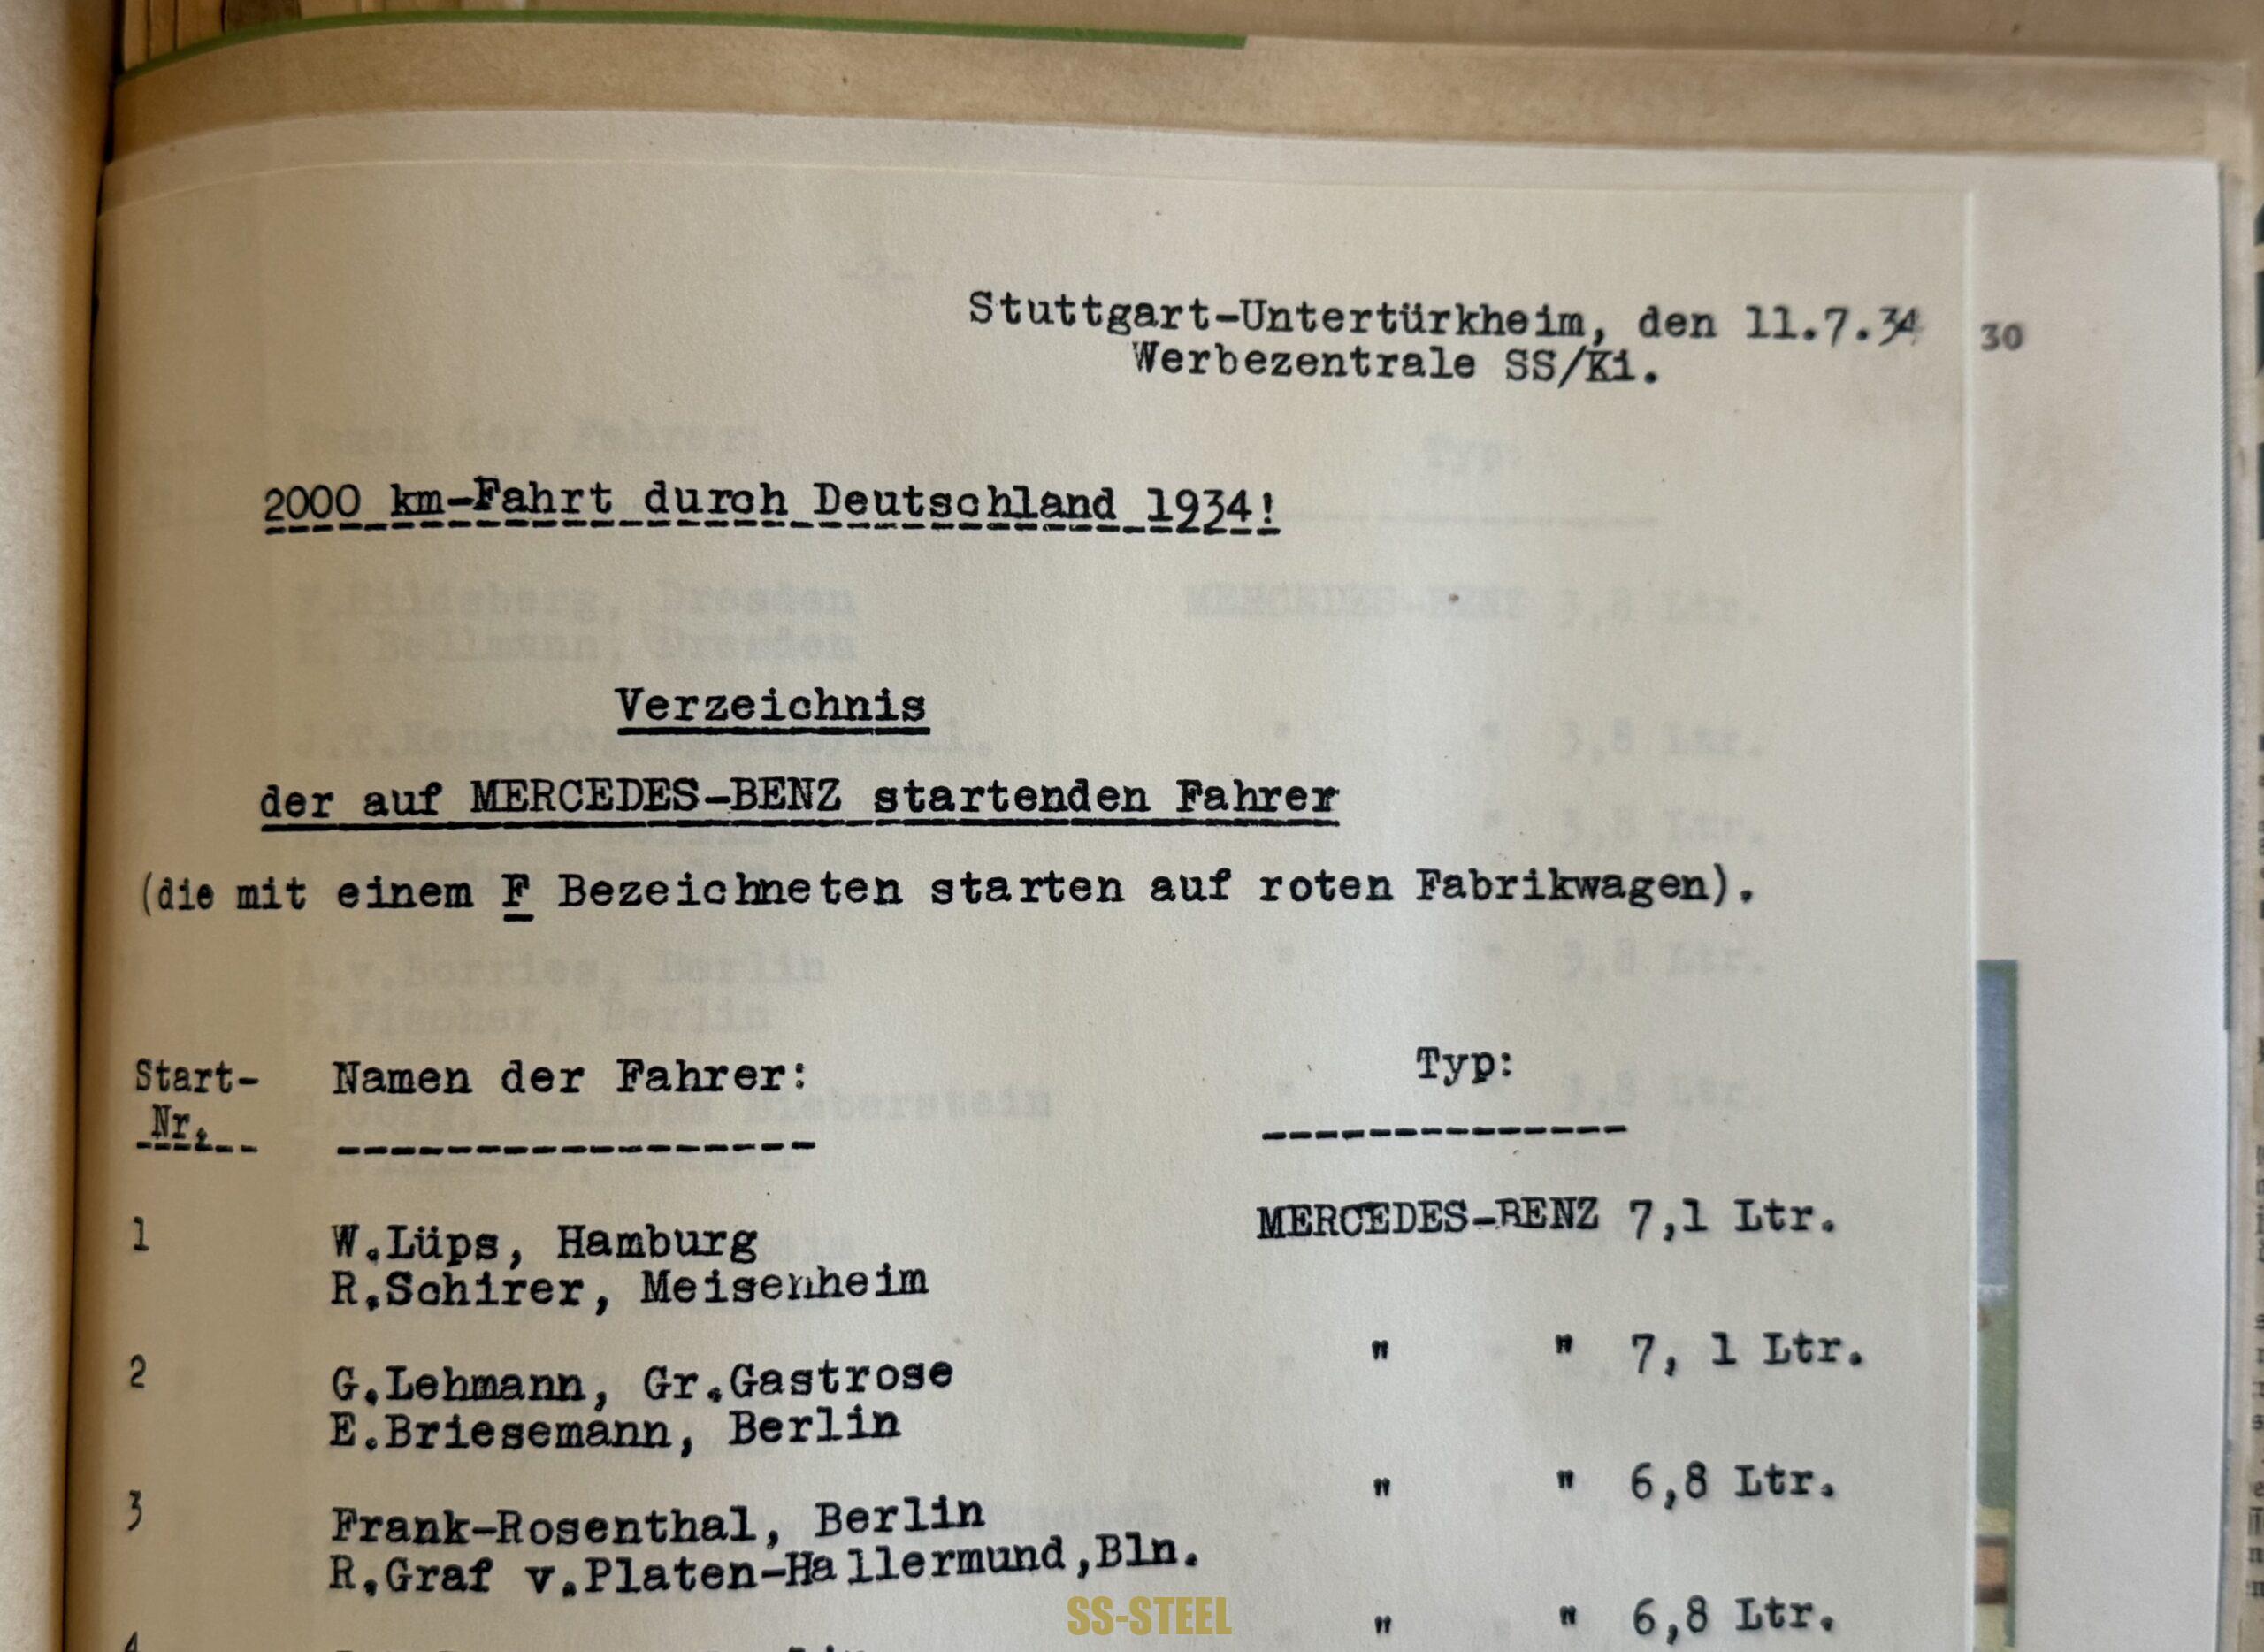 Stuttgart-Untertürkheim, den 11.7.34 30
Werbezentrale SS/Ki.
2000 km-Fahrt durch Deutschland 1934!
Verzeichnis
der auf MERCEDES-BENZ startenden Fahrer
(die mit einem F Bezeichneten starten auf roten Fabrikwagen).
Start- Namen der Fahrer: Typ:
Nr.
1 W.Lüps, Hamburg MERCEDES-BENZ 7,1 Ltr.
R.Schirer, Meisenheim
2 G.Lehmann, Gr.Gastrose " " 7, 1 Ltr.
E.Briesemann, Berlin
3 Frank-Rosenthal, Berlin " " 6,8 Ltr.
R.Graf v.Platen-Hallermund,Bln.
4 " " 6,8 Ltr.
SS-STEEL